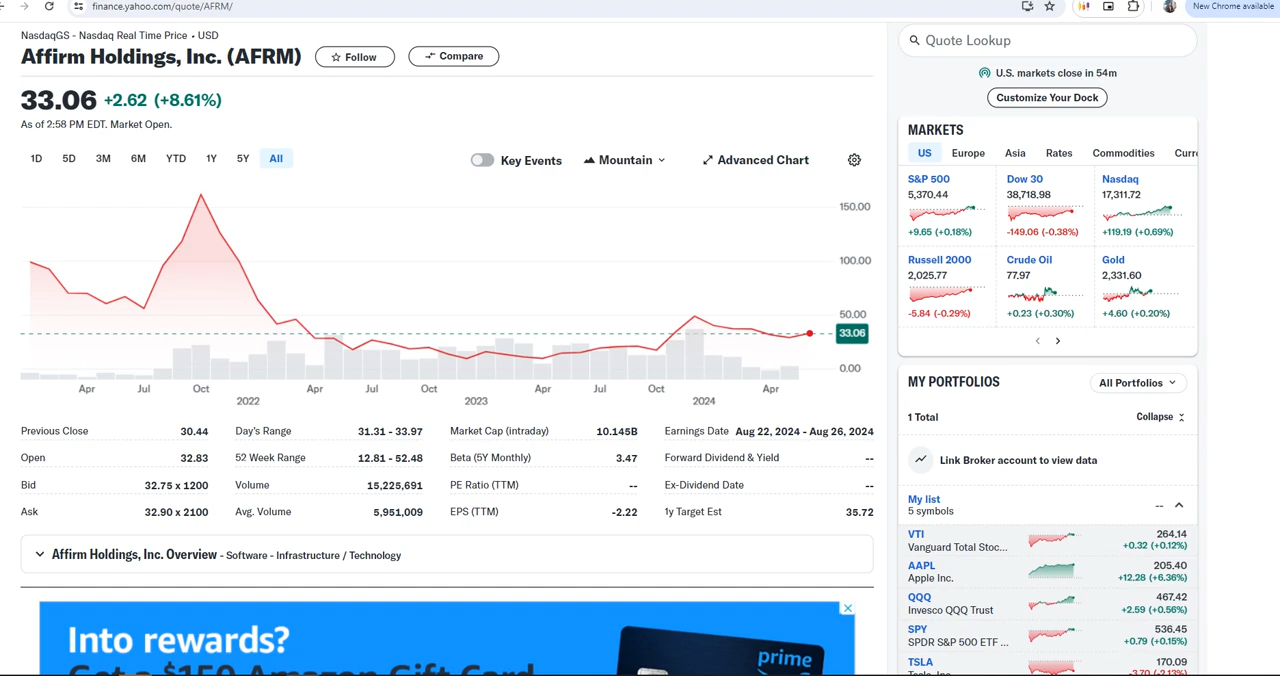 finance.yahoo.com/quote/AFRM/
New Chrome available
NasdaqGS - Nasdaq Real Time Price • USD
Affirm Holdings, Inc. (AFRM)
Follow
Compare
33.06 +2.62 (+8.61%)
As of 2:58 PM EDT. Market Open.
1D 5D 3M 6M YTD 1Y 5Y All
Key Events
Mountain
Advanced Chart
150.00
100.00
50.00
33.06
0.00
Apr Jul Oct Apr Jul Oct Apr Jul Oct Apr
2022 2023 2024
Previous Close 30.44 Day's Range 31.31 - 33.97 Market Cap (intraday) 10.145B Earnings Date Aug 22, 2024 - Aug 26, 2024
Open 32.83 52 Week Range 12.81 - 52.48 Beta (5Y Monthly) 3.47 Forward Dividend & Yield --
Bid 32.75 x 1200 Volume 15,225,691 PE Ratio (TTM) -- Ex-Dividend Date --
Ask 32.90 x 2100 Avg. Volume 5,951,009 EPS (TTM) -2.22 1y Target Est 35.72
Affirm Holdings, Inc. Overview - Software - Infrastructure / Technology
Into rewards?
Get a $150 Amazon Gift Card
prime
Quote Lookup
U.S. markets close in 54m
Customize Your Dock
MARKETS
US Europe Asia Rates Commodities Curre
S&P 500 Dow 30 Nasdaq
5,370.44 38,718.98 17,311.72
+9.65 (+0.18%) -149.06 (-0.38%) +119.19 (+0.69%)
Russell 2000 Crude Oil Gold
2,025.77 77.97 2,331.60
-5.84 (-0.29%) +0.23 (+0.30%) +4.60 (+0.20%)
MY PORTFOLIOS
All Portfolios
1 Total
Collapse
Link Broker account to view data
My list
5 symbols --
VTI 264.14
Vanguard Total Stoc... +0.32 (+0.12%)
AAPL 205.40
Apple Inc. +12.28 (+6.36%)
QQQ 467.42
Invesco QQQ Trust +2.59 (+0.56%)
SPY 536.45
SPDR S&P 500 ETF ... +0.79 (+0.15%)
TSLA 170.09
Tesla, Inc. -3.70 (-2.13%)